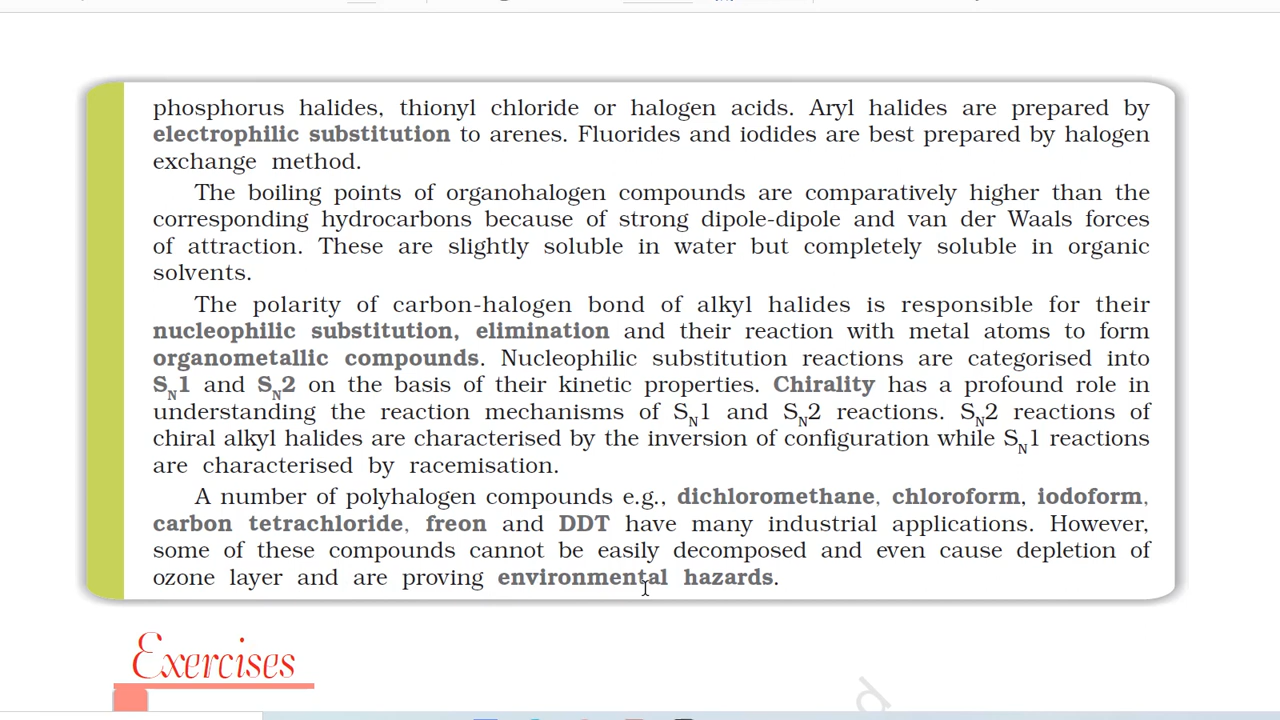 phosphorus halides, thionyl chloride or halogen acids. Aryl halides are prepared by
electrophilic substitution to arenes. Fluorides and iodides are best prepared by halogen
exchange method.
The boiling points of organohalogen compounds are comparatively higher than the
corresponding hydrocarbons because of strong dipole-dipole and van der Waals forces
of attraction. These are slightly soluble in water but completely soluble in organic
solvents.
The polarity of carbon-halogen bond of alkyl halides is responsible for their
nucleophilic substitution, elimination and their reaction with metal atoms to form
organometallic compounds. Nucleophilic substitution reactions are categorised into
SN1 and SN2 on the basis of their kinetic properties. Chirality has a profound role in
understanding the reaction mechanisms of SN1 and SN2 reactions. SN2 reactions of
chiral alkyl halides are characterised by the inversion of configuration while SN1 reactions
are characterised by racemisation.
A number of polyhalogen compounds e.g., dichloromethane, chloroform, iodoform,
carbon tetrachloride, freon and DDT have many industrial applications. However,
some of these compounds cannot be easily decomposed and even cause depletion of
ozone layer and are proving environmental hazards.
Exercises
d